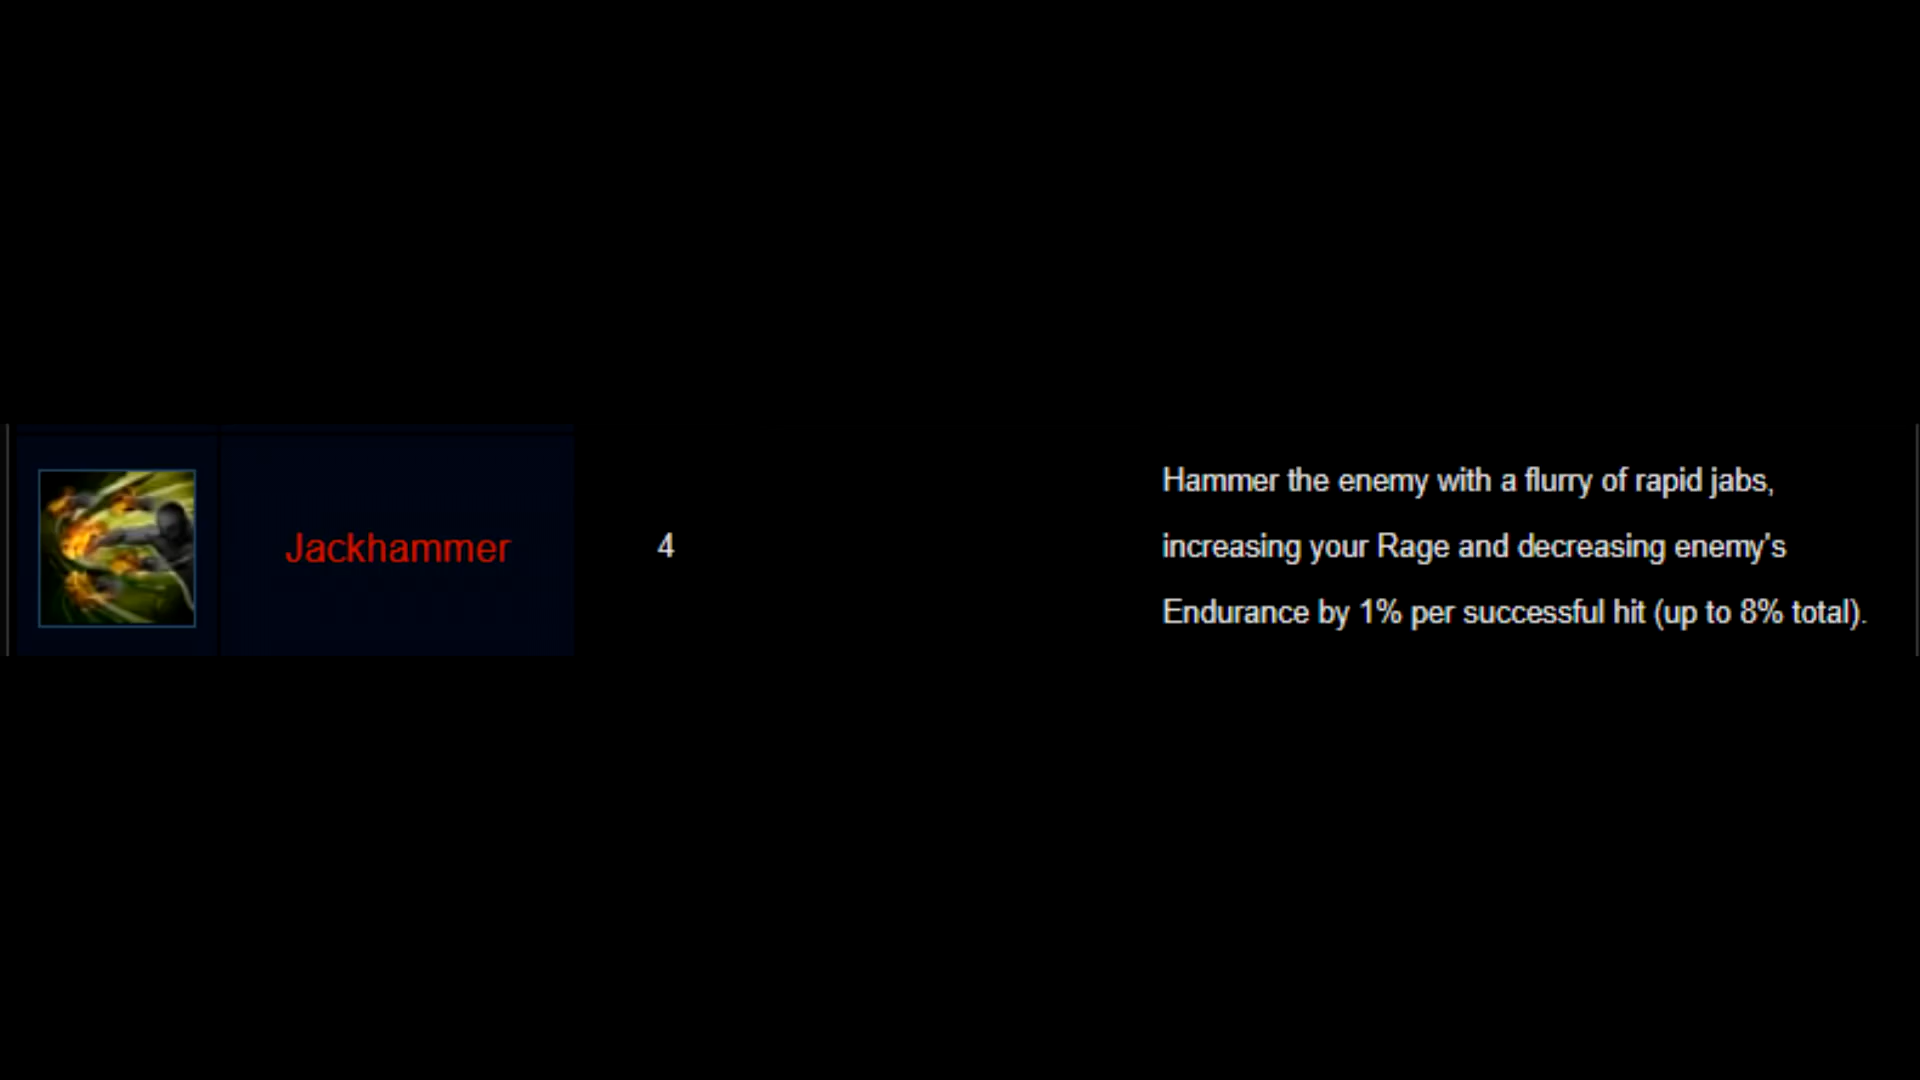 Jackhammer
4
Hammer the enemy with a flurry of rapid jabs,
increasing your Rage and decreasing enemy's
Endurance by 1% per successful hit (up to 8% total).